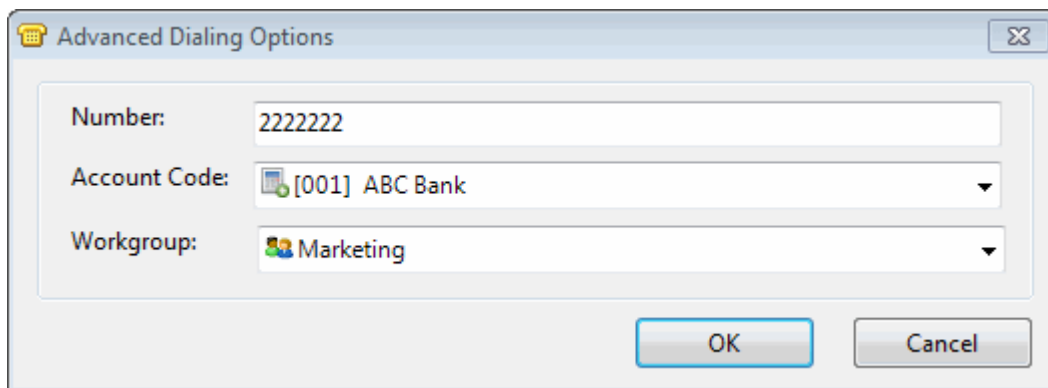 Advanced Dialing Options
Number: 2222222
Account Code: [001] ABC Bank
Workgroup: Marketing
OK Cancel